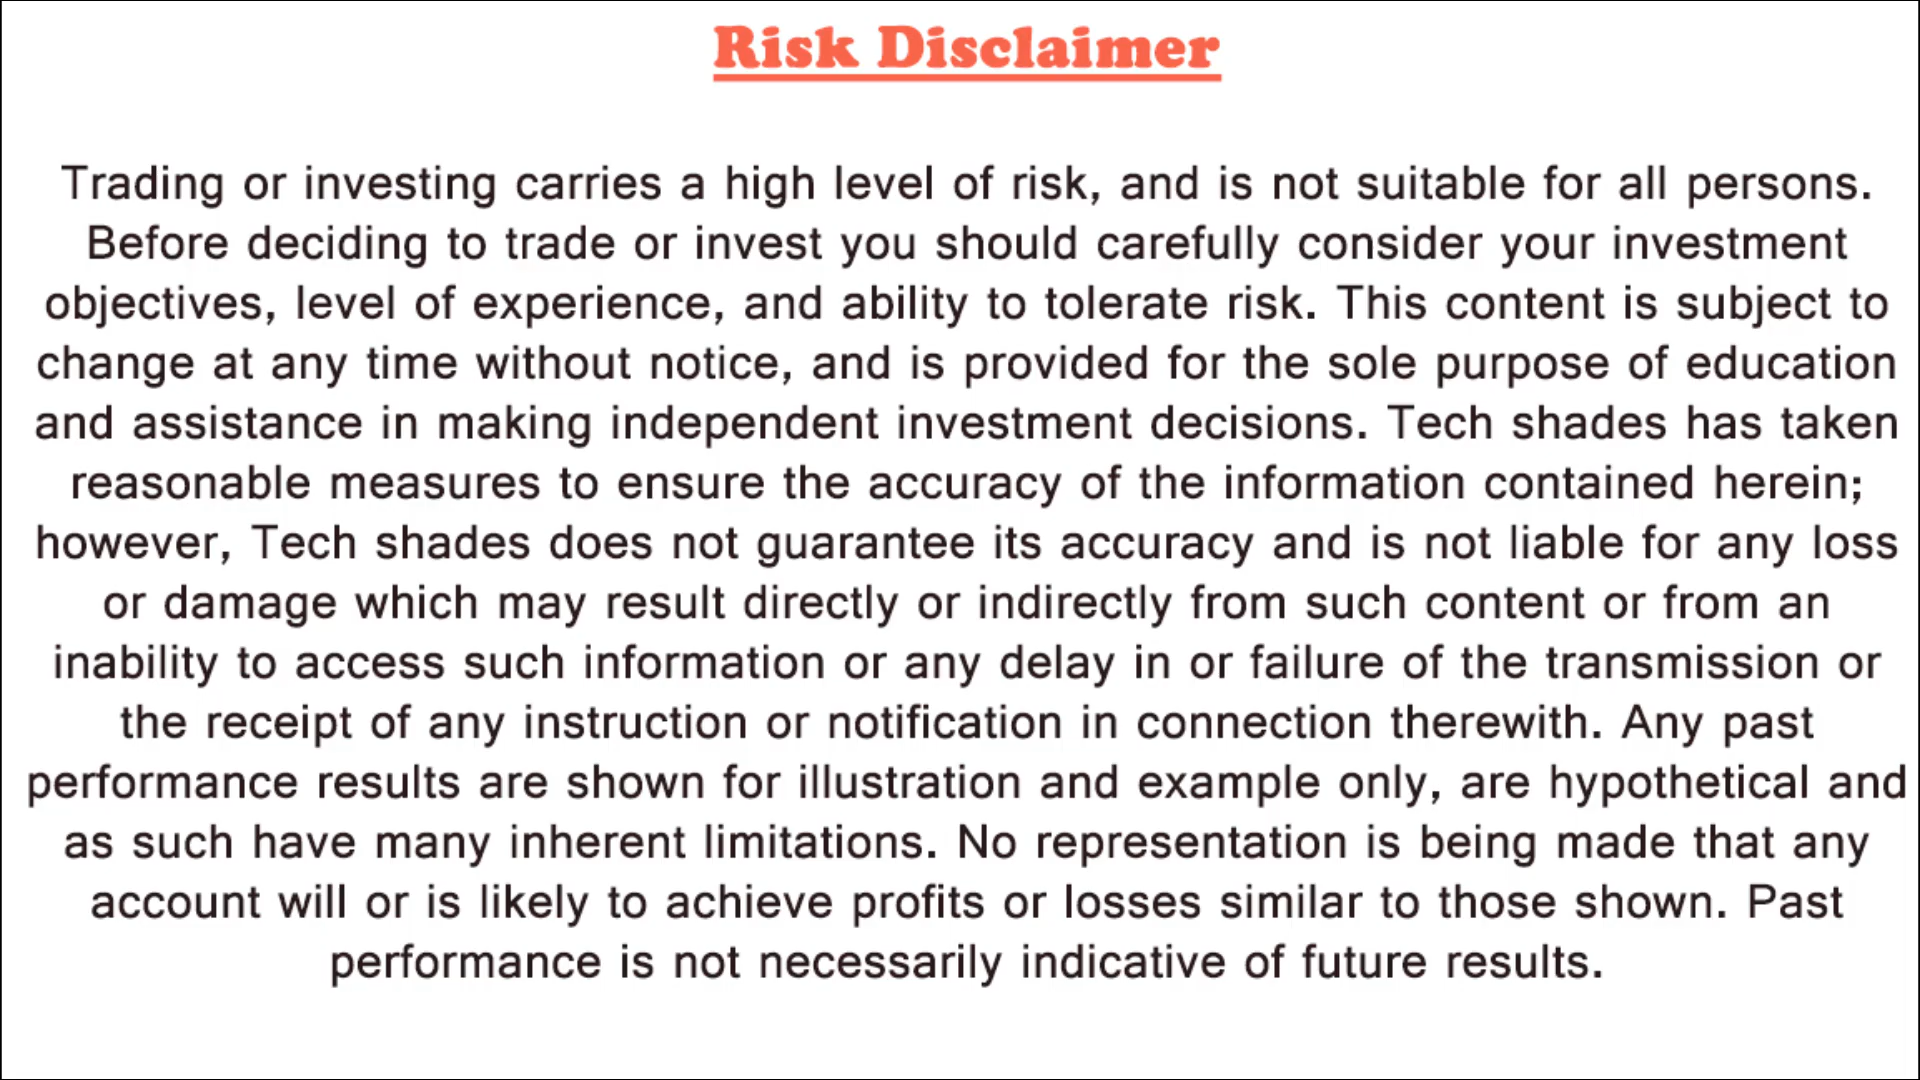 Risk Disclaimer
Trading or investing carries a high level of risk, and is not suitable for all persons.
Before deciding to trade or invest you should carefully consider your investment
objectives, level of experience, and ability to tolerate risk. This content is subject to
change at any time without notice, and is provided for the sole purpose of education
and assistance in making independent investment decisions. Tech shades has taken
reasonable measures to ensure the accuracy of the information contained herein;
however, Tech shades does not guarantee its accuracy and is not liable for any loss
or damage which may result directly or indirectly from such content or from an
inability to access such information or any delay in or failure of the transmission or
the receipt of any instruction or notification in connection therewith. Any past
performance results are shown for illustration and example only, are hypothetical and
as such have many inherent limitations. No representation is being made that any
account will or is likely to achieve profits or losses similar to those shown. Past
performance is not necessarily indicative of future results.